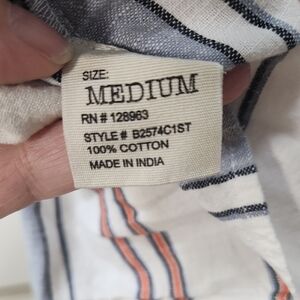 SIZE:
MEDIUM
RN # 128963
STYLE # B2574C1ST
100% COTTON
MADE IN INDIA